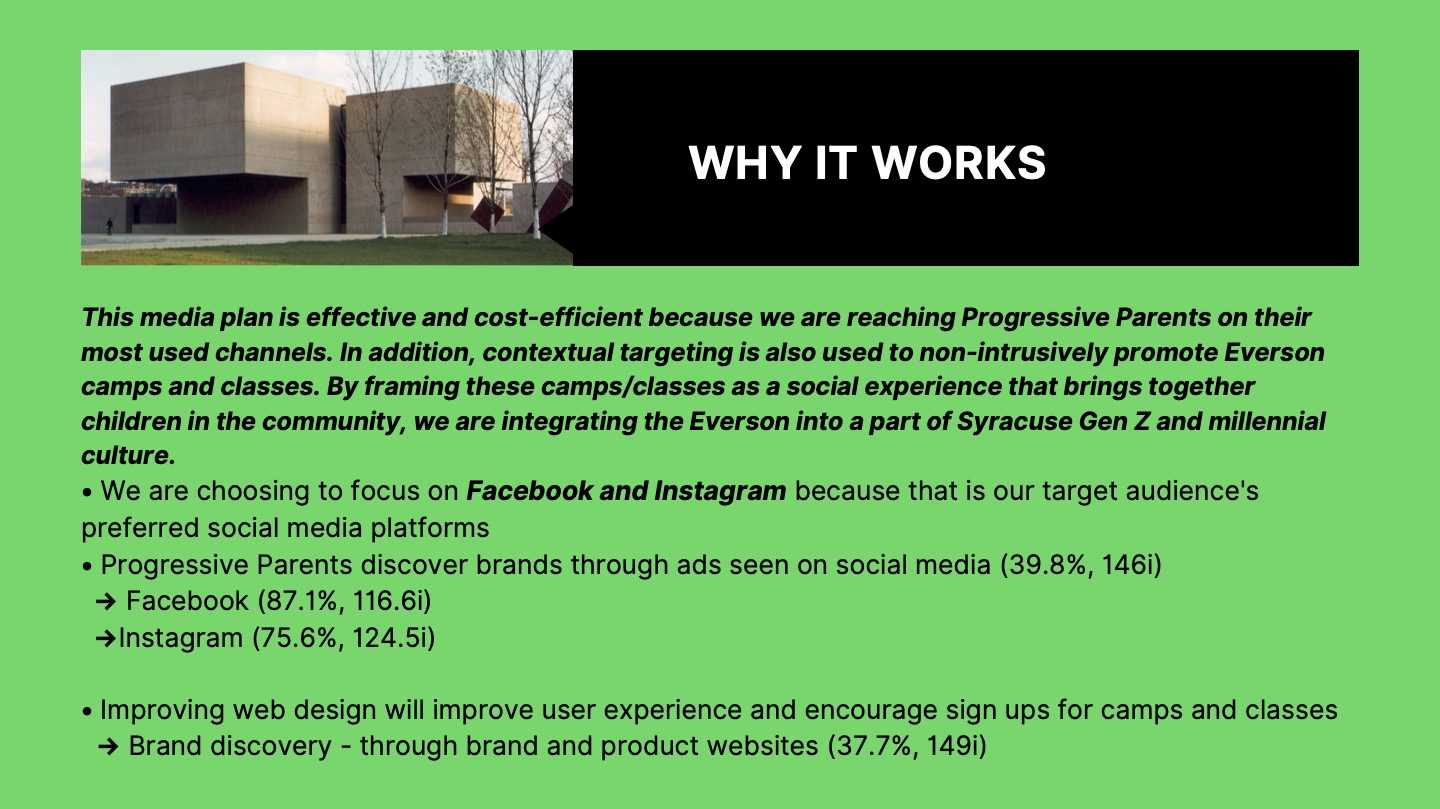 WHY IT WORKS
This media plan is effective and cost-efficient because we are reaching Progressive Parents on their
most used channels. In addition, contextual targeting is also used to non-intrusively promote Everson
camps and classes. By framing these camps/classes as a social experience that brings together
children in the community, we are integrating the Everson into a part of Syracuse Gen Z and millennial
culture.
• We are choosing to focus on Facebook and Instagram because that is our target audience's
preferred social media platforms
• Progressive Parents discover brands through ads seen on social media (39.8%, 146i)
→ Facebook (87.1%, 116.6i)
→Instagram (75.6%, 124.5i)
• Improving web design will improve user experience and encourage sign ups for camps and classes
→ Brand discovery - through brand and product websites (37.7%, 149i)